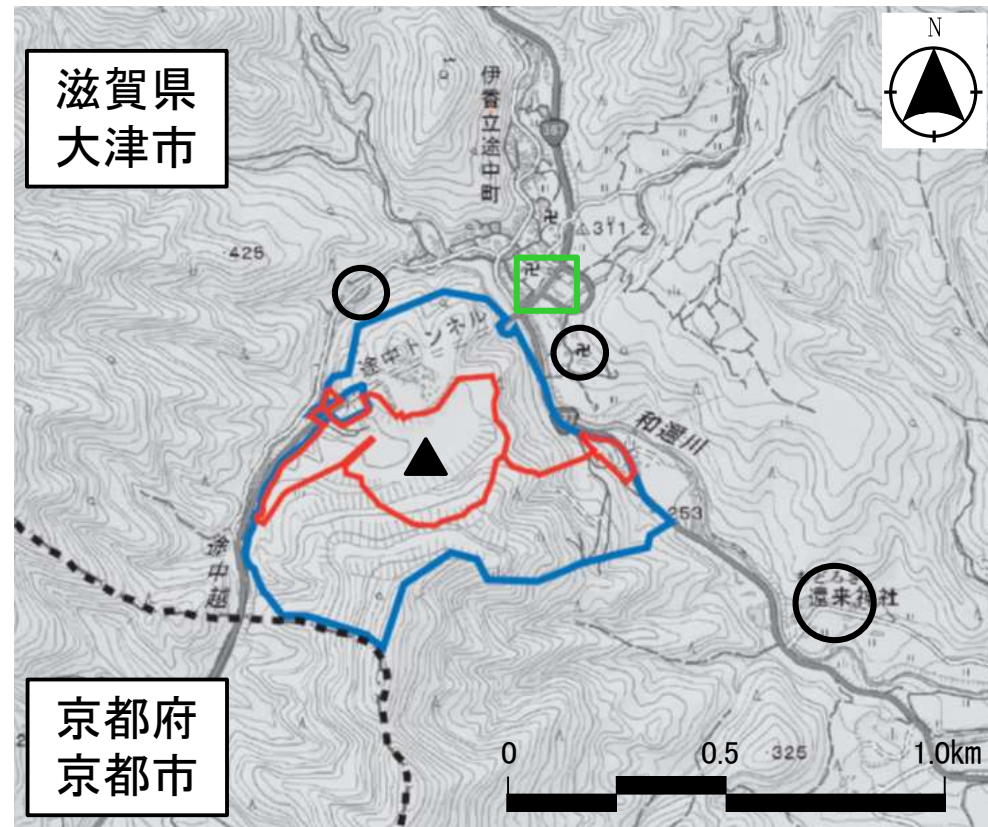 N
滋賀県
大津市
伊香立途中町
311.2
425
途中トンネル
和邇川
253
途中越
還来神社
京都府
京都市
325
0 0.5 1.0km